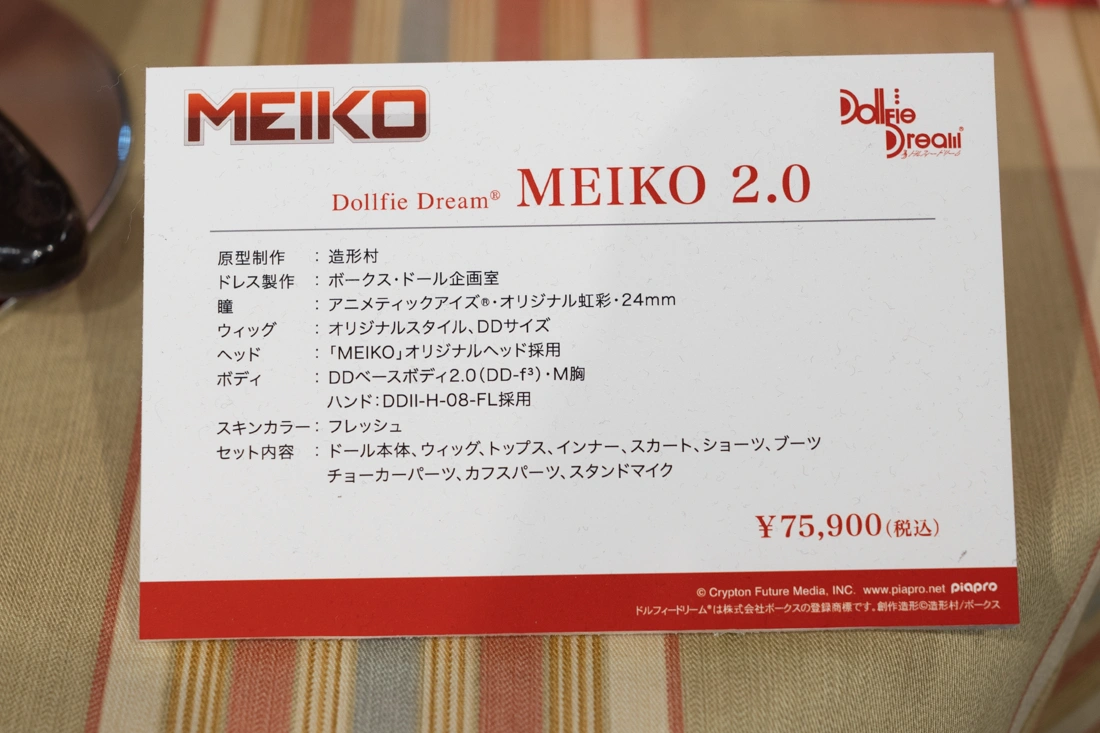 MEIKO
Dollfie Dream®
Dollfie Dream® MEIKO 2.0
原型制作 : 造形村
ドレス製作 : ボークス・ドール企画室
瞳 : アニメティックアイズ®・オリジナル虹彩・24mm
ウィッグ : オリジナルスタイル、DDサイズ
ヘッド : 「MEIKO」オリジナルヘッド採用
ボディ : DDベースボディ2.0(DD-f³)・M胸
ハンド:DDII-H-08-FL採用
スキンカラー : フレッシュ
セット内容 : ドール本体、ウィッグ、トップス、インナー、スカート、ショーツ、ブーツ
チョーカーパーツ、カフスパーツ、スタンドマイク
¥75,900(税込)
© Crypton Future Media, INC. www.piapro.net piapro
ドルフィードリーム®は株式会社ボークスの登録商標です。創作造形©造形村/ボークス